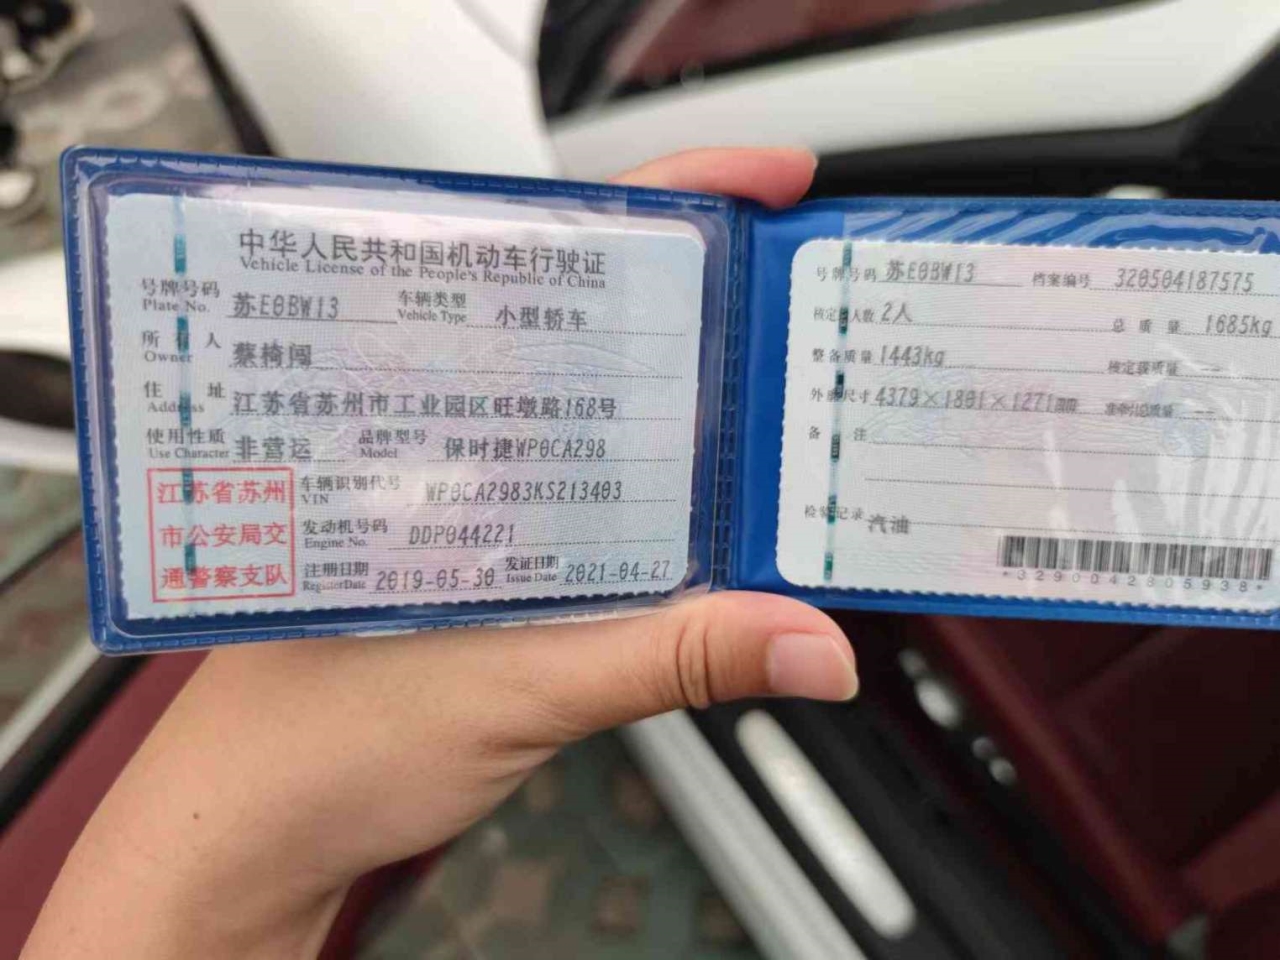 中华人民共和国机动车行驶证
Vehicle License of the People's Republic of China
号牌号码 苏E0BW13 车辆类型 小型轿车
Plate No. Vehicle Type
所有人 蔡椅闯
Owner
住址 江苏省苏州市工业园区旺墩路168号
Address
使用性质 非营运 品牌型号 保时捷WP0CA298
Use Character Model
江苏省苏州
市公安局交
通警察支队
车辆识别代号 WP0CA2983KS213403
VIN
发动机号码 DDP044221
Engine No.
注册日期 2019-05-30 发证日期 2021-04-27
Register Date Issue Date
号牌号码 苏E0BW13 档案编号 320504187575
核定载人数 2人 总质量 1685kg
整备质量 1443kg 核定载质量 --
外廓尺寸 4379×1801×1271mm 准牵引总质量 --
备注
检验记录 汽油
*3290042805938*